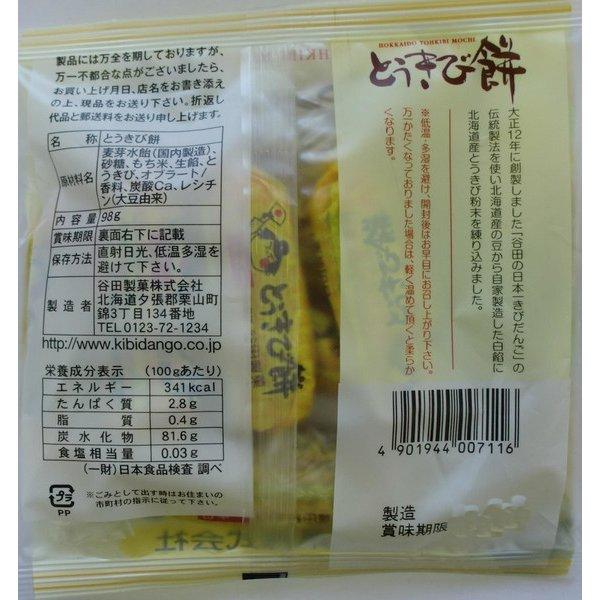 製品には万全を期しておりますが、
万一不都合な点がございましたら、
お買い上げ月日、店名をお書き添え
の上、現品をお送り下さい。折返し
代品と郵送料をお送り申し上げます。
名称 とうきび餅
原材料名 麦芽水飴(国内製造)、
砂糖、もち米、生餡、と
うきび、オブラート/
香料、炭酸Ca、レシチ
ン(大豆由来)
内容量 98g
賞味期限 裏面右下に記載
保存方法 直射日光、低温多湿を
避けて下さい。
製造者 谷田製菓株式会社
北海道夕張郡栗山町
錦3丁目134番地
TEL0123-72-1234
http://www.kibidango.co.jp
栄養成分表示 (100gあたり)
エネルギー 341kcal
たんぱく質 2.8g
脂質 0.4g
炭水化物 81.6g
食塩相当量 0.03g
(一財)日本食品検査 調べ
プラ
PP
※ごみとして出す時はお住まいの
市町村の指示に従って下さい。
HOKKAIDO TOHKIBI MOCHI
とうきび餅
大正12年に創製しました「谷田の日本一きびだんご」の
伝統製法を使い北海道産の豆から自家製造した白餡に
北海道産とうきび粉末を練り込みました。
※低温・多湿を避け、開封後はお早目にお召し上がり下さい。
万一かたくなっておりました場合は、軽く温めて頂くと柔らか
くなります。
とうきび餅
4 901944 007116
製造
賞味期限
式会社